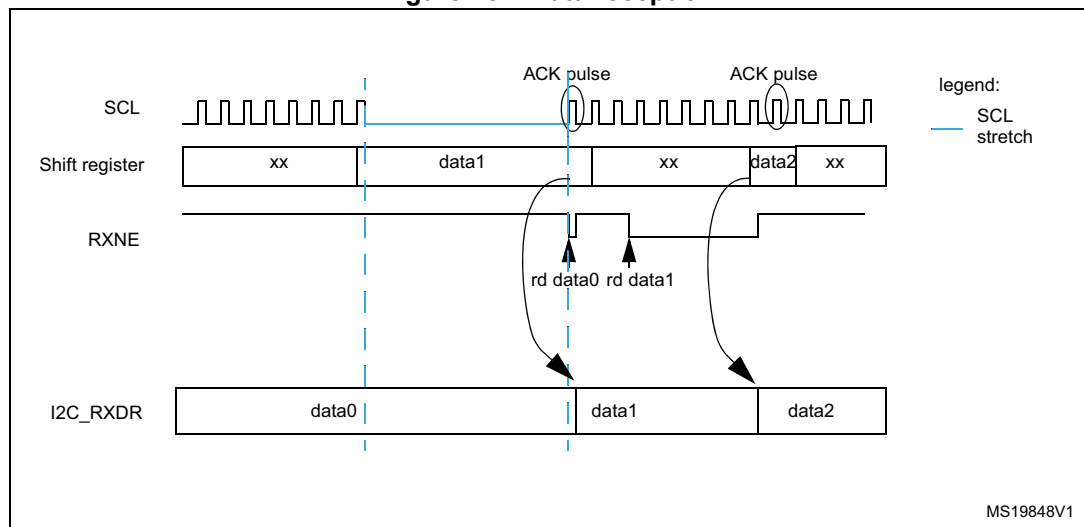 ACK pulse ACK pulse
legend:
SCL
SCL
stretch
Shift register xx data1 xx data2 xx
RXNE
rd data0 rd data1
I2C_RXDR data0 data1 data2
MS19848V1